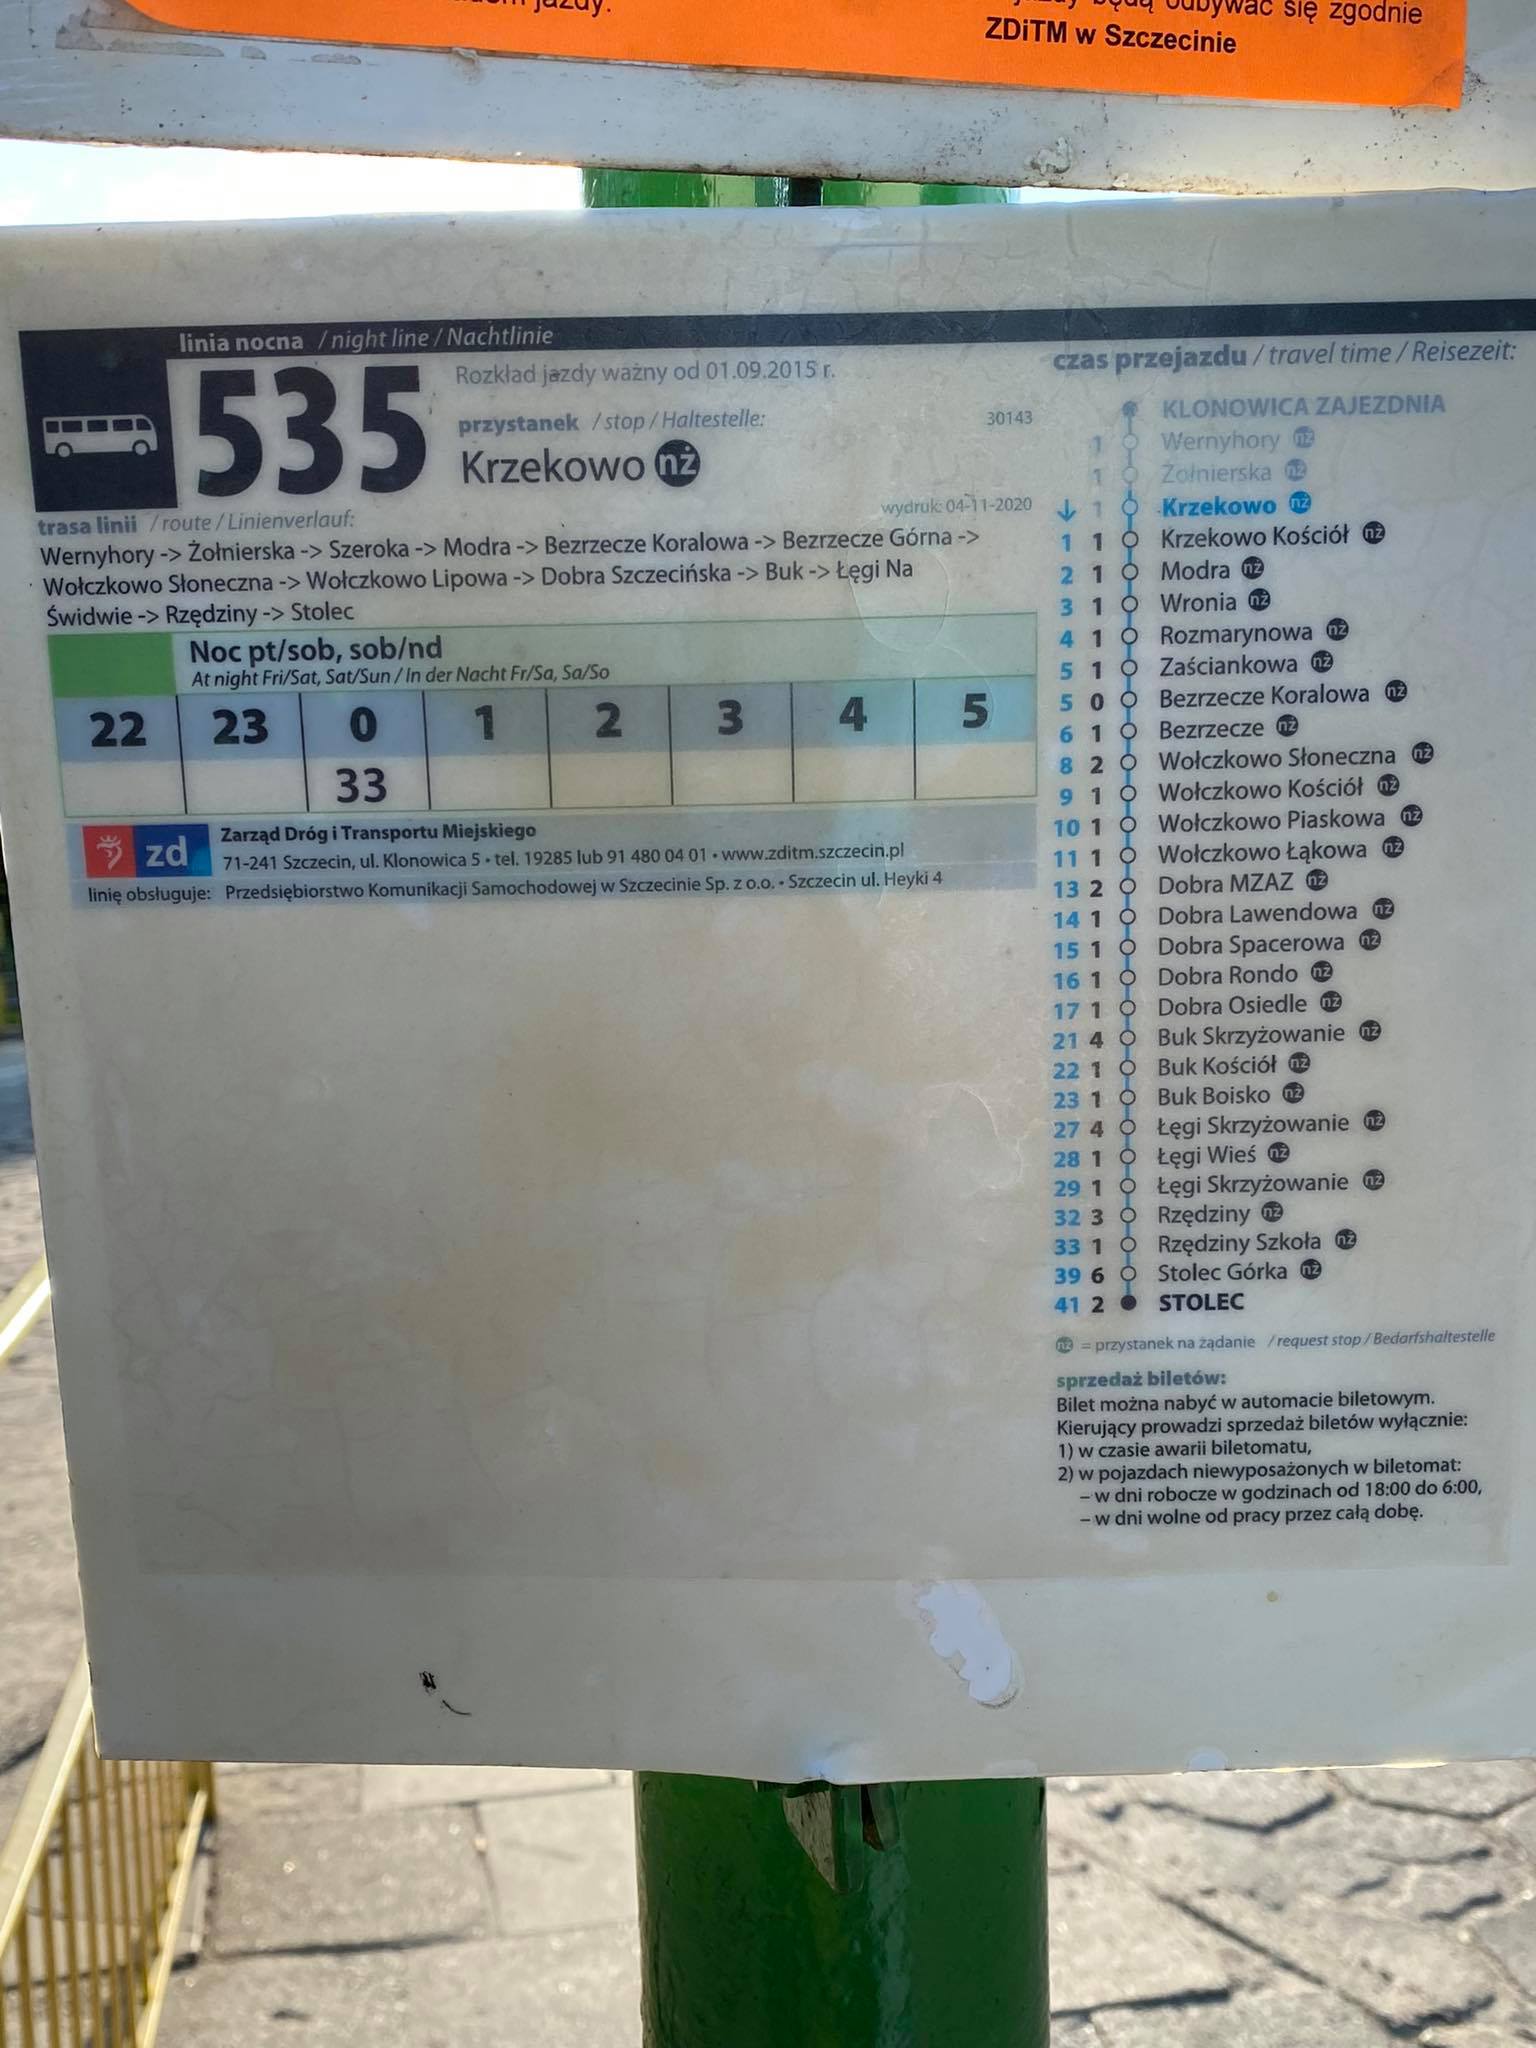 jazdy.
będą odbywać się zgodnie
ZDiTM w Szczecinie
linia nocna / night line / Nachtlinie
535
Rozkład jazdy ważny od 01.09.2015 r.
przystanek / stop / Haltestelle:
30143
Krzekowo nż
wydruk: 04-11-2020
trasa linii / route / Linienverlauf:
Wernyhory -> Żołnierska -> Szeroka -> Modra -> Bezrzecze Koralowa -> Bezrzecze Górna ->
Wołczkowo Słoneczna -> Wołczkowo Lipowa -> Dobra Szczecińska -> Buk -> Łęgi Na
Świdwie -> Rzędziny -> Stolec
Noc pt/sob, sob/nd
At night Fri/Sat, Sat/Sun / In der Nacht Fr/Sa, Sa/So
22 23 0 1 2 3 4 5
33
zd
Zarząd Dróg i Transportu Miejskiego
71-241 Szczecin, ul. Klonowica 5 • tel. 19285 lub 91 480 04 01 • www.zditm.szczecin.pl
linię obsługuje: Przedsiębiorstwo Komunikacji Samochodowej w Szczecinie Sp. z o.o. • Szczecin ul. Heyki 4
czas przejazdu / travel time / Reisezeit:
KLONOWICA ZAJEZDNIA
1 Wernyhory nż
1 Żołnierska nż
↓ 1 Krzekowo nż
1 1 Krzekowo Kościół nż
2 1 Modra nż
3 1 Wronia nż
4 1 Rozmarynowa nż
5 1 Zaściankowa nż
5 0 Bezrzecze Koralowa nż
6 1 Bezrzecze nż
8 2 Wołczkowo Słoneczna nż
9 1 Wołczkowo Kościół nż
10 1 Wołczkowo Piaskowa nż
11 1 Wołczkowo Łąkowa nż
13 2 Dobra MZAZ nż
14 1 Dobra Lawendowa nż
15 1 Dobra Spacerowa nż
16 1 Dobra Rondo nż
17 1 Dobra Osiedle nż
21 4 Buk Skrzyżowanie nż
22 1 Buk Kościół nż
23 1 Buk Boisko nż
27 4 Łęgi Skrzyżowanie nż
28 1 Łęgi Wieś nż
29 1 Łęgi Skrzyżowanie nż
32 3 Rzędziny nż
33 1 Rzędziny Szkoła nż
39 6 Stolec Górka nż
41 2 STOLEC
nż = przystanek na żądanie / request stop / Bedarfshaltestelle
sprzedaż biletów:
Bilet można nabyć w automacie biletowym.
Kierujący prowadzi sprzedaż biletów wyłącznie:
1) w czasie awarii biletomatu,
2) w pojazdach niewyposażonych w biletomat:
– w dni robocze w godzinach od 18:00 do 6:00,
– w dni wolne od pracy przez całą dobę.